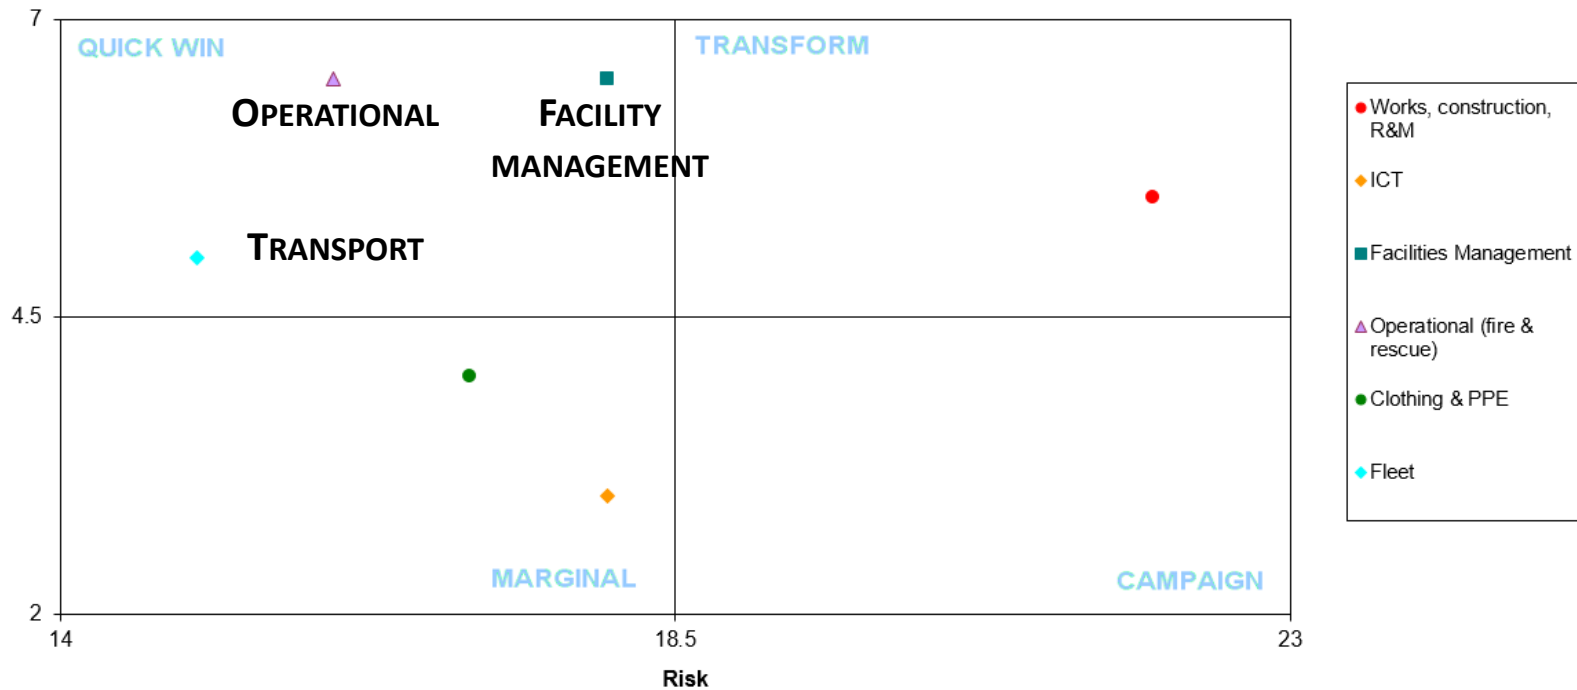 7
QUICK WIN
TRANSFORM
OPERATIONAL
FACILITY
MANAGEMENT
TRANSPORT
4.5
MARGINAL
CAMPAIGN
2
14
18.5
23
Risk
Works, construction,
R&M
ICT
Facilities Management
Operational (fire &
rescue)
Clothing & PPE
Fleet